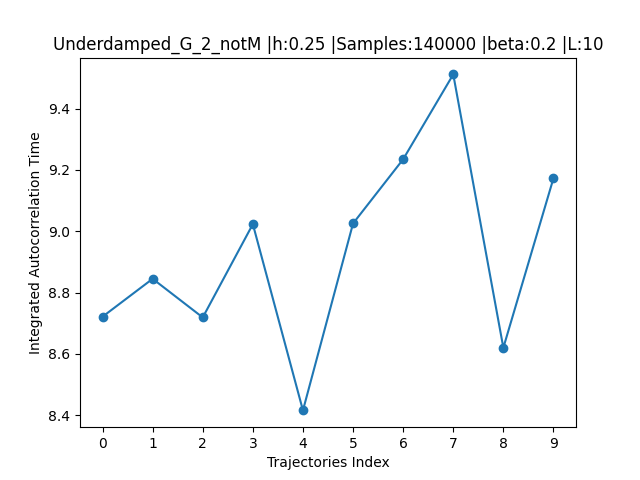 Underdamped_G_2_notM |h:0.25 |Samples:140000 |beta:0.2 |L:10
Integrated Autocorrelation Time
9.4
9.2
9.0
8.8
8.6
8.4
0 1 2 3 4 5 6 7 8 9
Trajectories Index